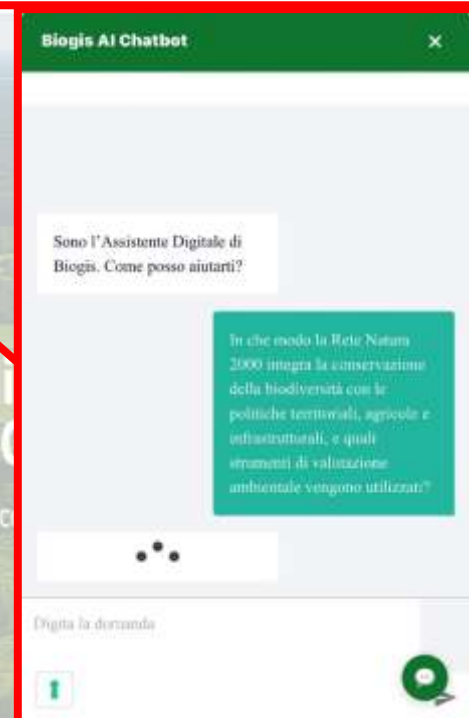 Biogis AI Chatbot
Sono l'Assistente Digitale di
Biogis. Come posso aiutarti?
In che modo la Rete Natura
2000 integra la conservazione
della biodiversità con le
politiche territoriali, agricole e
infrastrutturali, e quali
strumenti di valutazione
ambientale vengono utilizzati?
Digita la domanda